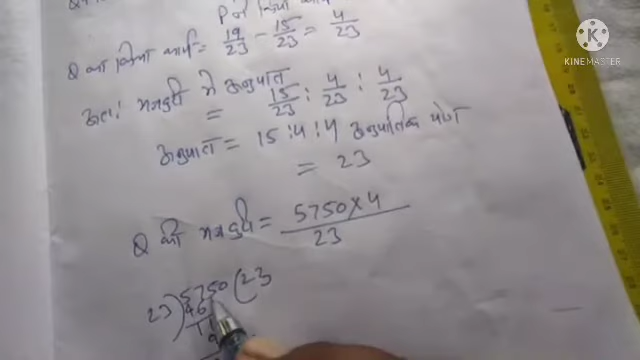 P ने किया कार्य
Q का किया कार्य = 19/23 - 15/23 = 4/23
अतः मजदूरी में अनुपात = 15/23 : 4/23 : 4/23
अनुपात = 15 : 4 : 4 अनुपातिक योग
= 23
Q की मजदूरी = 5750×4 / 23
23) 5750 (23
46
11
KINEMASTER